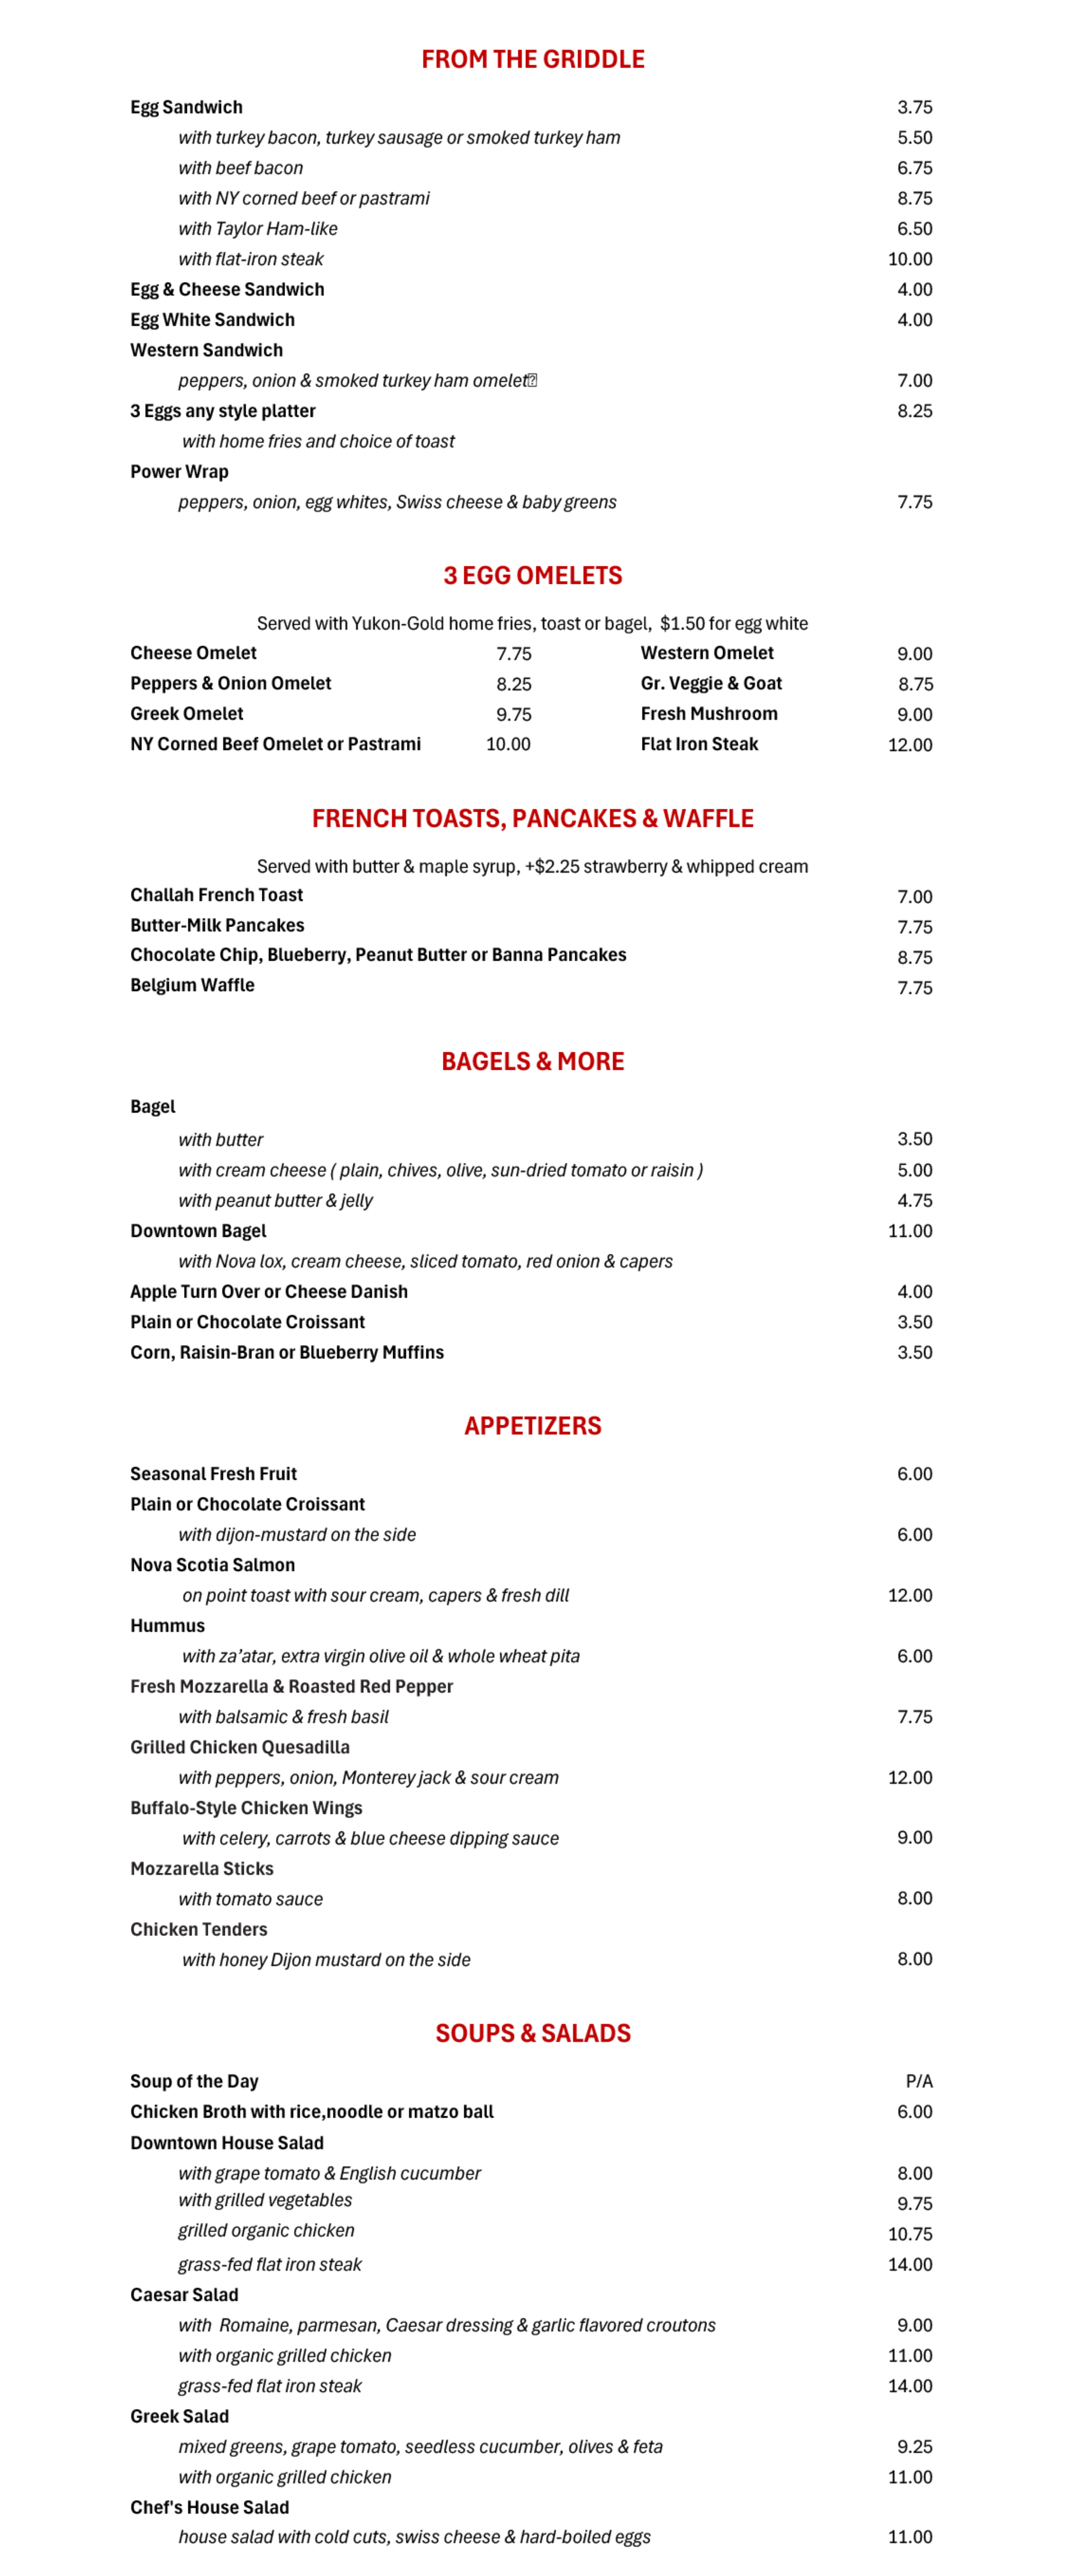 FROM THE GRIDDLE
Egg Sandwich 3.75
with turkey bacon, turkey sausage or smoked turkey ham 5.50
with beef bacon 6.75
with NY corned beef or pastrami 8.75
with Taylor Ham-like 6.50
with flat-iron steak 10.00
Egg & Cheese Sandwich 4.00
Egg White Sandwich 4.00
Western Sandwich
peppers, onion & smoked turkey ham omelet⍰ 7.00
3 Eggs any style platter 8.25
with home fries and choice of toast
Power Wrap
peppers, onion, egg whites, Swiss cheese & baby greens 7.75
3 EGG OMELETS
Served with Yukon-Gold home fries, toast or bagel, $1.50 for egg white
Cheese Omelet 7.75 Western Omelet 9.00
Peppers & Onion Omelet 8.25 Gr. Veggie & Goat 8.75
Greek Omelet 9.75 Fresh Mushroom 9.00
NY Corned Beef Omelet or Pastrami 10.00 Flat Iron Steak 12.00
FRENCH TOASTS, PANCAKES & WAFFLE
Served with butter & maple syrup, +$2.25 strawberry & whipped cream
Challah French Toast 7.00
Butter-Milk Pancakes 7.75
Chocolate Chip, Blueberry, Peanut Butter or Banna Pancakes 8.75
Belgium Waffle 7.75
BAGELS & MORE
Bagel
with butter 3.50
with cream cheese ( plain, chives, olive, sun-dried tomato or raisin ) 5.00
with peanut butter & jelly 4.75
Downtown Bagel 11.00
with Nova lox, cream cheese, sliced tomato, red onion & capers
Apple Turn Over or Cheese Danish 4.00
Plain or Chocolate Croissant 3.50
Corn, Raisin-Bran or Blueberry Muffins 3.50
APPETIZERS
Seasonal Fresh Fruit 6.00
Plain or Chocolate Croissant
with dijon-mustard on the side 6.00
Nova Scotia Salmon
on point toast with sour cream, capers & fresh dill 12.00
Hummus
with za’atar, extra virgin olive oil & whole wheat pita 6.00
Fresh Mozzarella & Roasted Red Pepper
with balsamic & fresh basil 7.75
Grilled Chicken Quesadilla
with peppers, onion, Monterey jack & sour cream 12.00
Buffalo-Style Chicken Wings
with celery, carrots & blue cheese dipping sauce 9.00
Mozzarella Sticks
with tomato sauce 8.00
Chicken Tenders
with honey Dijon mustard on the side 8.00
SOUPS & SALADS
Soup of the Day P/A
Chicken Broth with rice,noodle or matzo ball 6.00
Downtown House Salad
with grape tomato & English cucumber 8.00
with grilled vegetables 9.75
grilled organic chicken 10.75
grass-fed flat iron steak 14.00
Caesar Salad
with Romaine, parmesan, Caesar dressing & garlic flavored croutons 9.00
with organic grilled chicken 11.00
grass-fed flat iron steak 14.00
Greek Salad
mixed greens, grape tomato, seedless cucumber, olives & feta 9.25
with organic grilled chicken 11.00
Chef's House Salad
house salad with cold cuts, swiss cheese & hard-boiled eggs 11.00